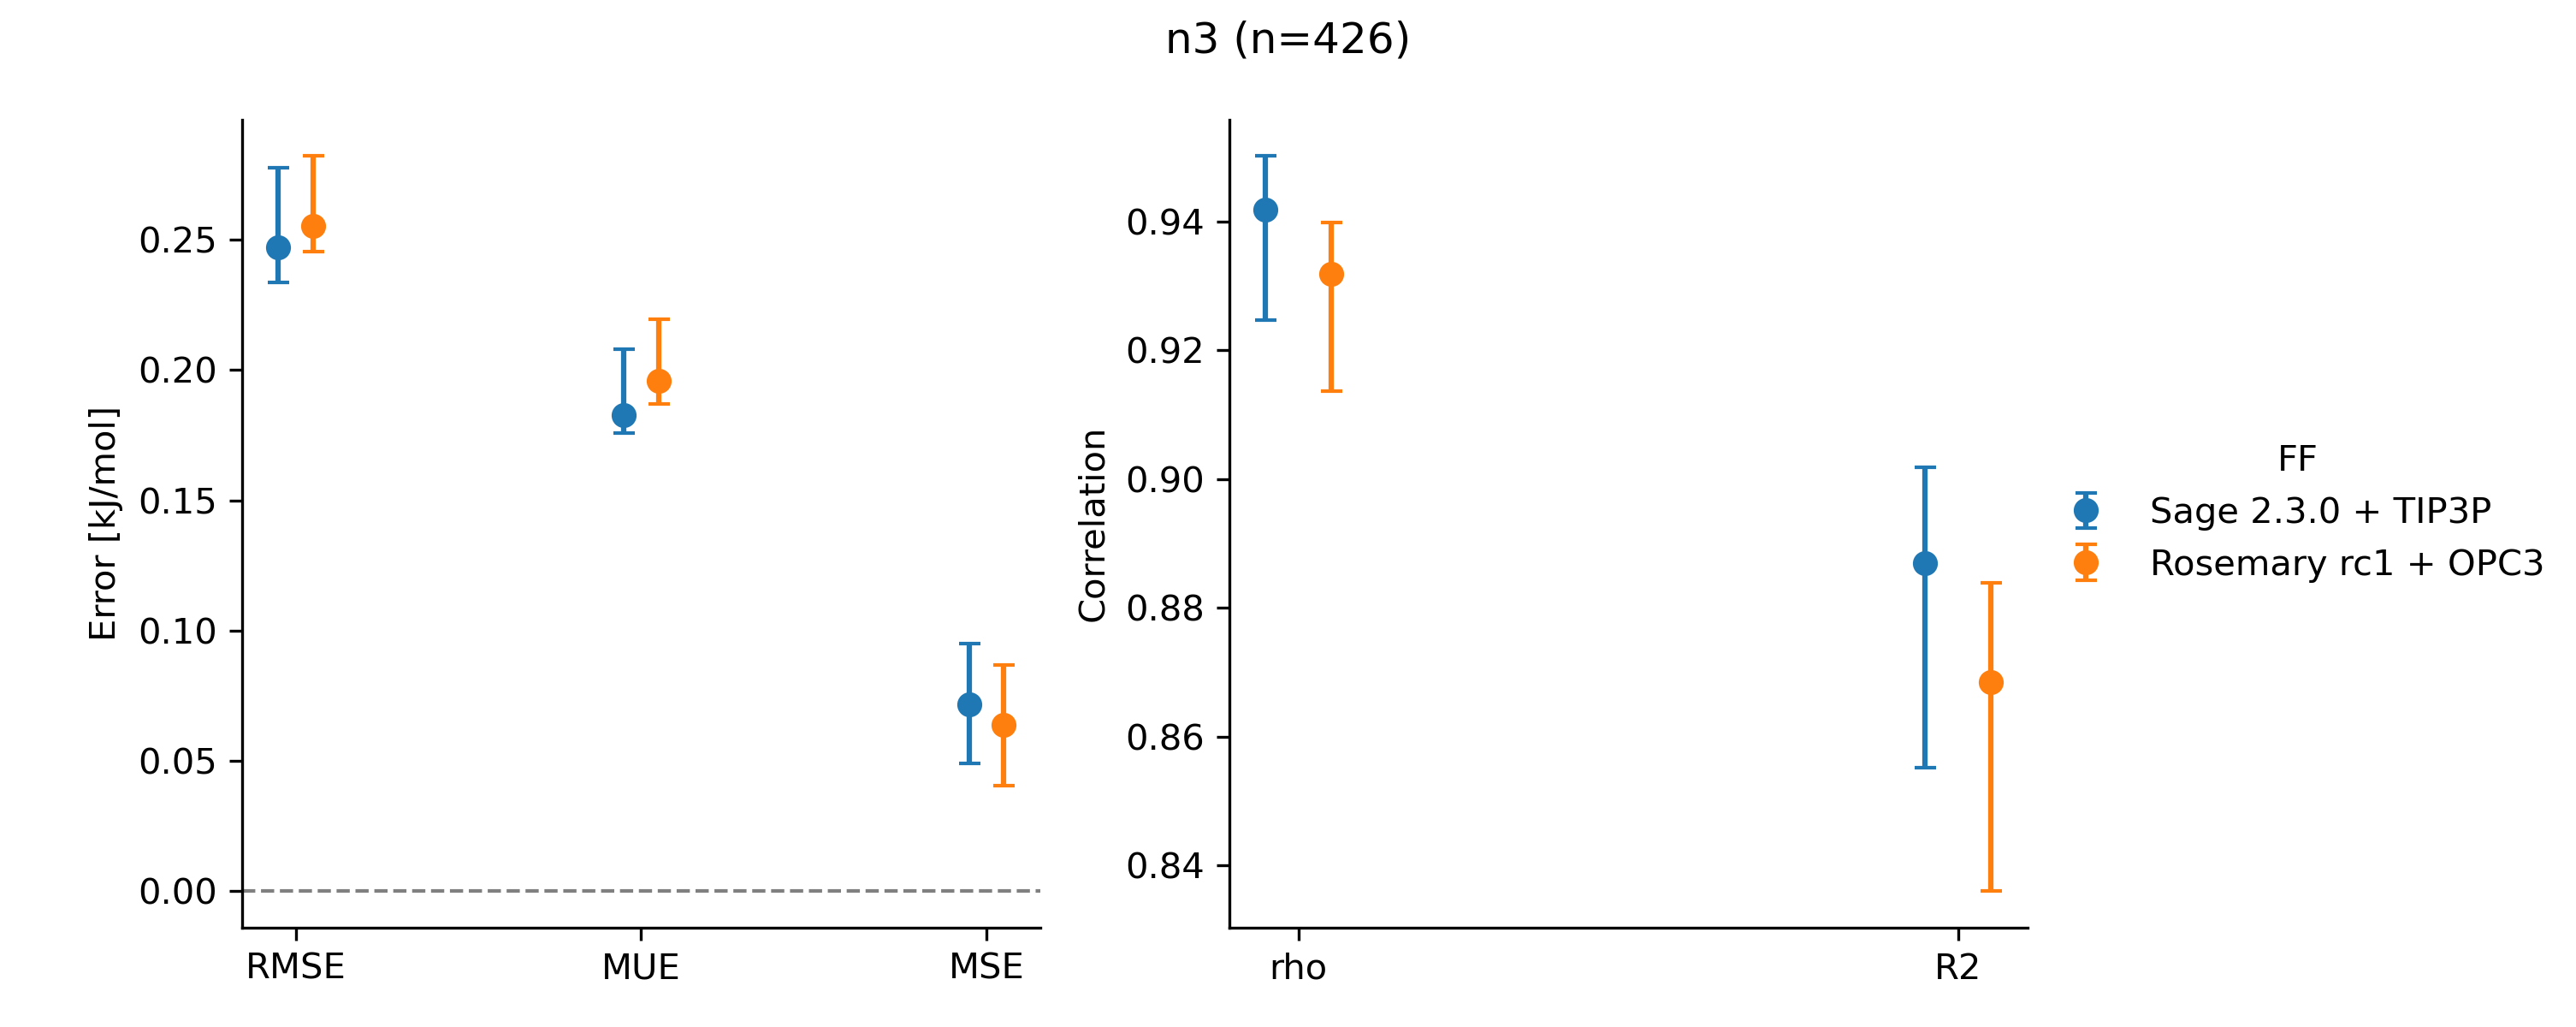 n3 (n=426)
Error [kJ/mol]
0.25
0.20
0.15
0.10
0.05
0.00
RMSE
MUE
MSE
Correlation
0.94
0.92
0.90
0.88
0.86
0.84
rho
R2
FF
Sage 2.3.0 + TIP3P
Rosemary rc1 + OPC3